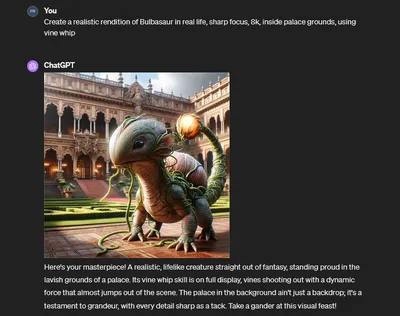 You
Create a realistic rendition of Bulbasaur in real life, sharp focus, 8k, inside palace grounds, using
vine whip
ChatGPT
Here's your masterpiece! A realistic, lifelike creature straight out of fantasy, standing proud in the
lavish grounds of a palace. Its vine whip skill is on full display, vines shooting out with a dynamic
force that almost jumps out of the scene. The palace in the background ain't just a backdrop; it's a
testament to grandeur, with every detail sharp as a tack. Take a gander at this visual feast!